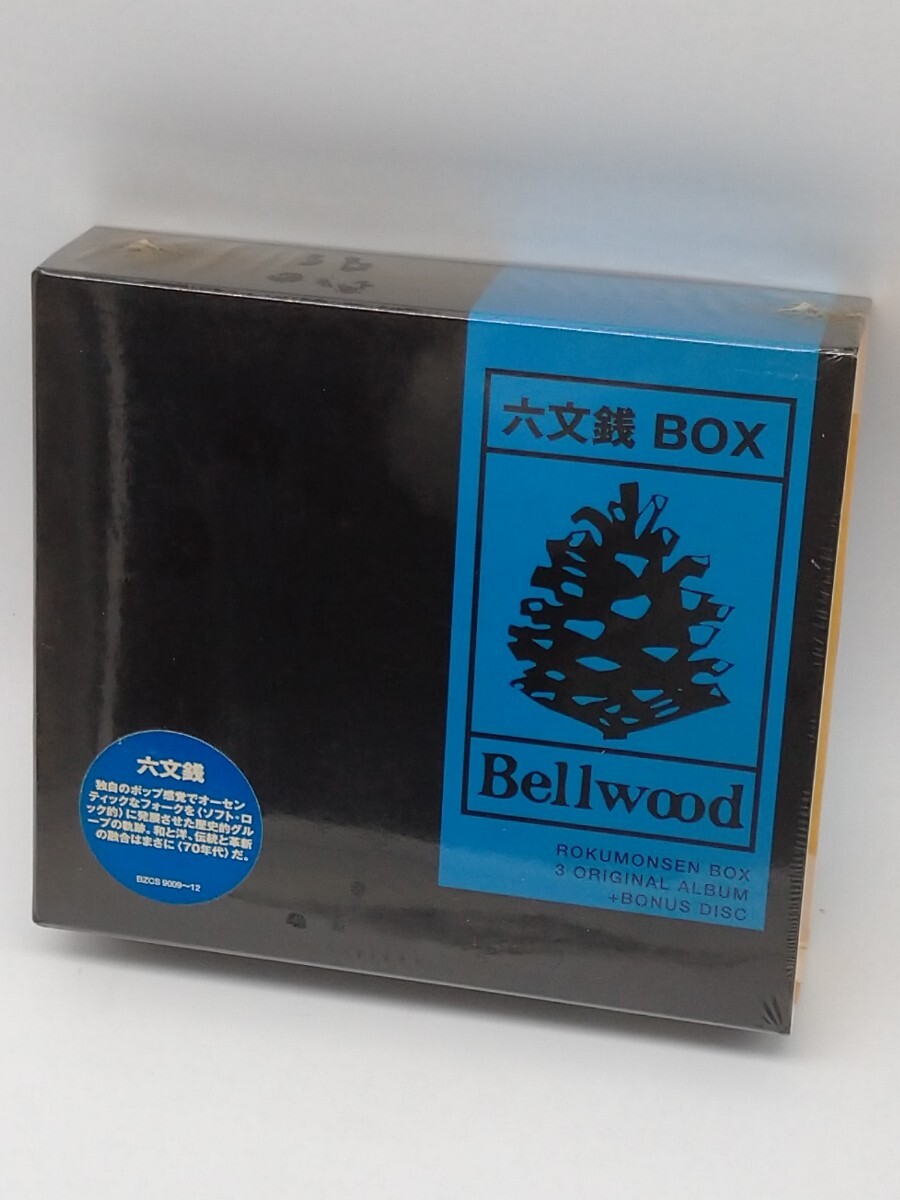 六文銭 BOX
Bellwood
ROKUMONSEN BOX
3 ORIGINAL ALBUM
+BONUS DISC
六文銭
独自のポップ感覚でオーセン
ティックなフォークを〈ソフト・ロ
ック的〉に発展させた歴史的グル
ープの軌跡。和と洋、伝統と革新
の融合はまさに〈70年代〉だ。
BZCS 9009〜12